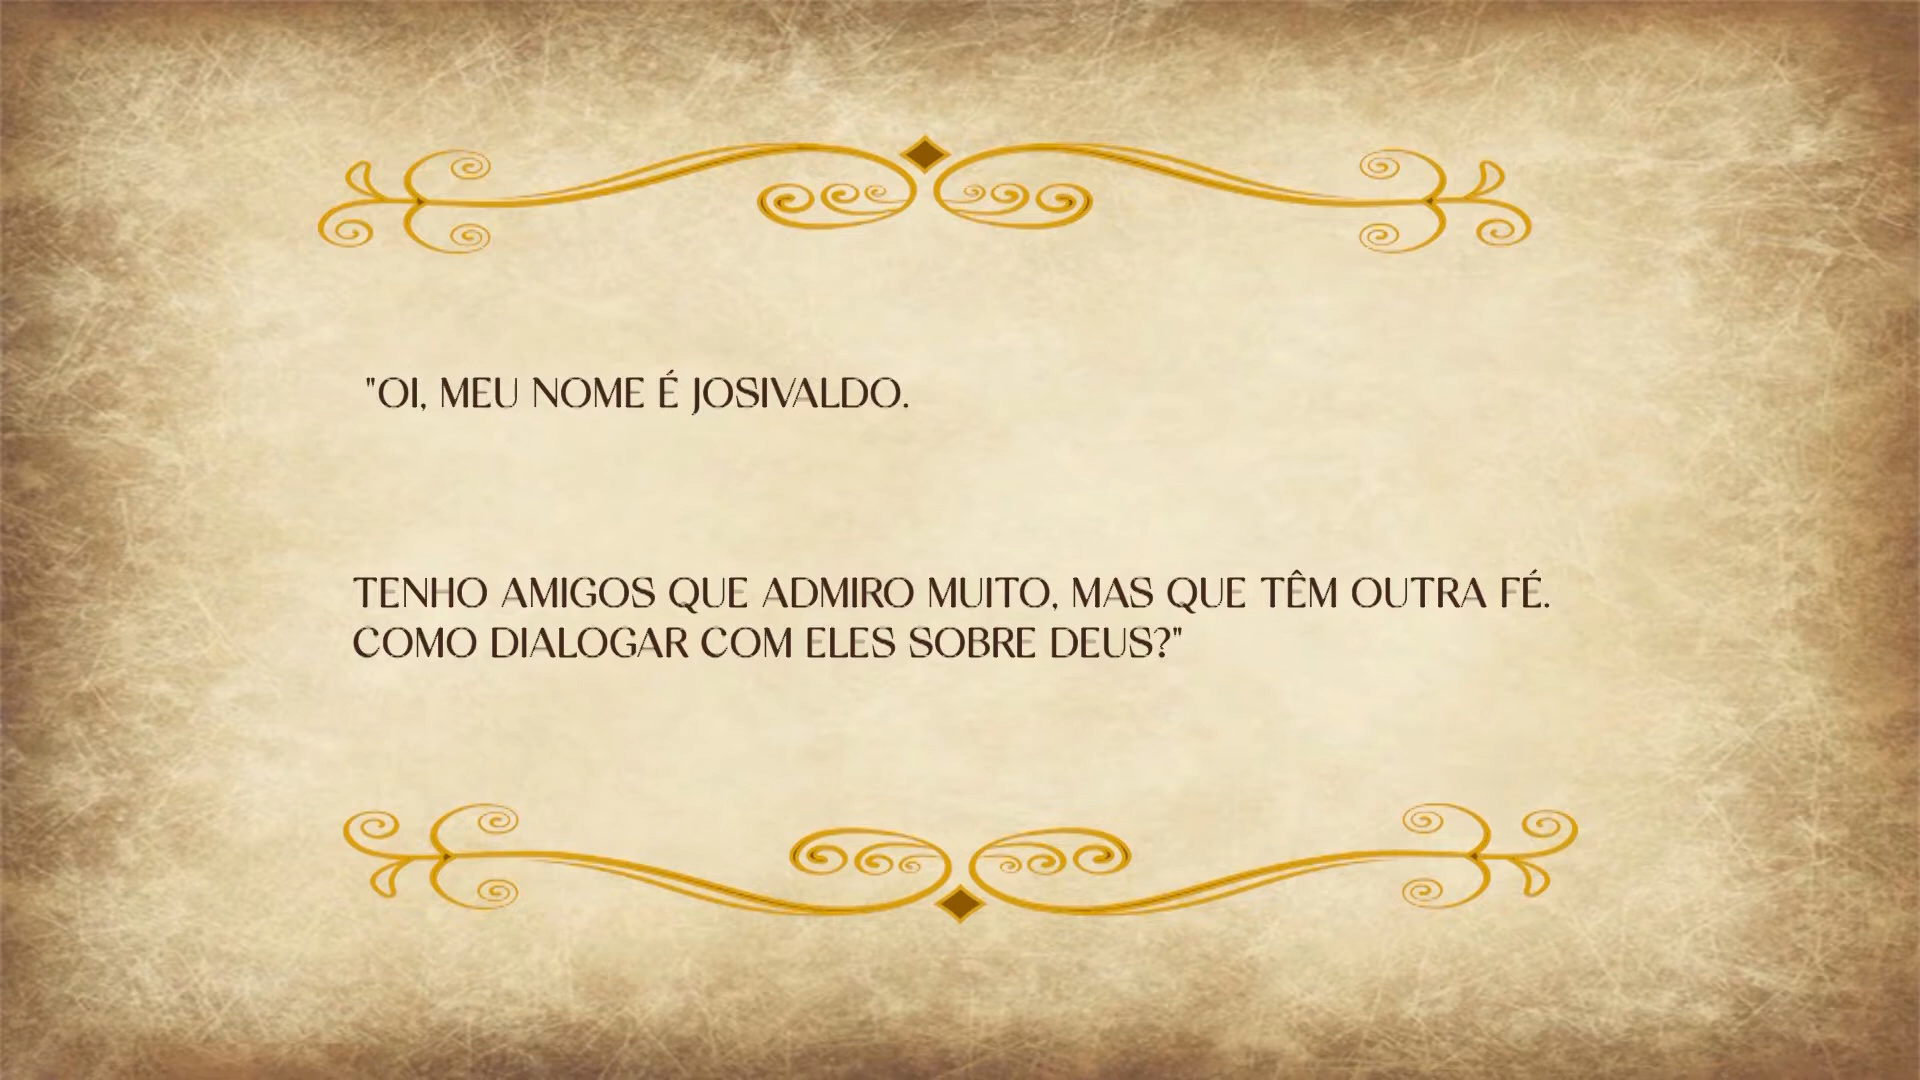 "OI, MEU NOME É JOSIVALDO.
TENHO AMIGOS QUE ADMIRO MUITO, MAS QUE TÊM OUTRA FÉ.
COMO DIALOGAR COM ELES SOBRE DEUS?"